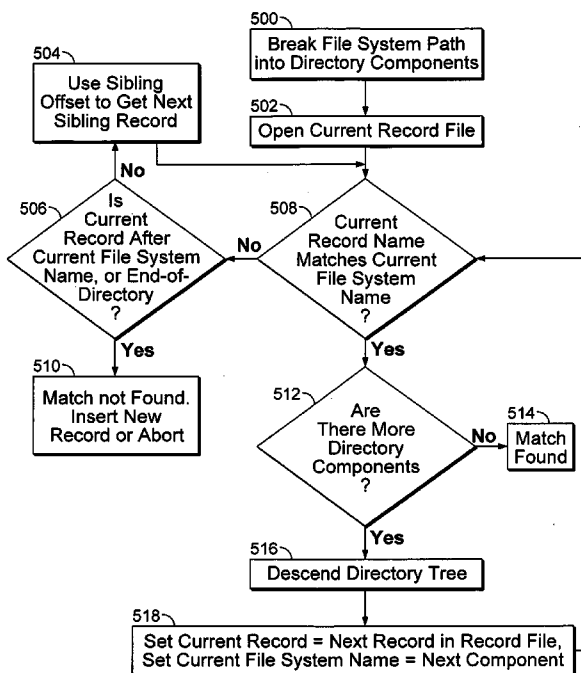 500
Break File System Path
into Directory Components
504
Use Sibling
Offset to Get Next
Sibling Record
502
Open Current Record File
No
506
Is
Current
Record After
Current File System
Name, or End-of-
Directory
?
No
508
Current
Record Name
Matches Current
File System
Name
?
Yes
510
Match not Found.
Insert New
Record or Abort
Yes
512
Are
There More
Directory
Components
?
No
514
Match
Found
Yes
516
Descend Directory Tree
518
Set Current Record = Next Record in Record File,
Set Current File System Name = Next Component